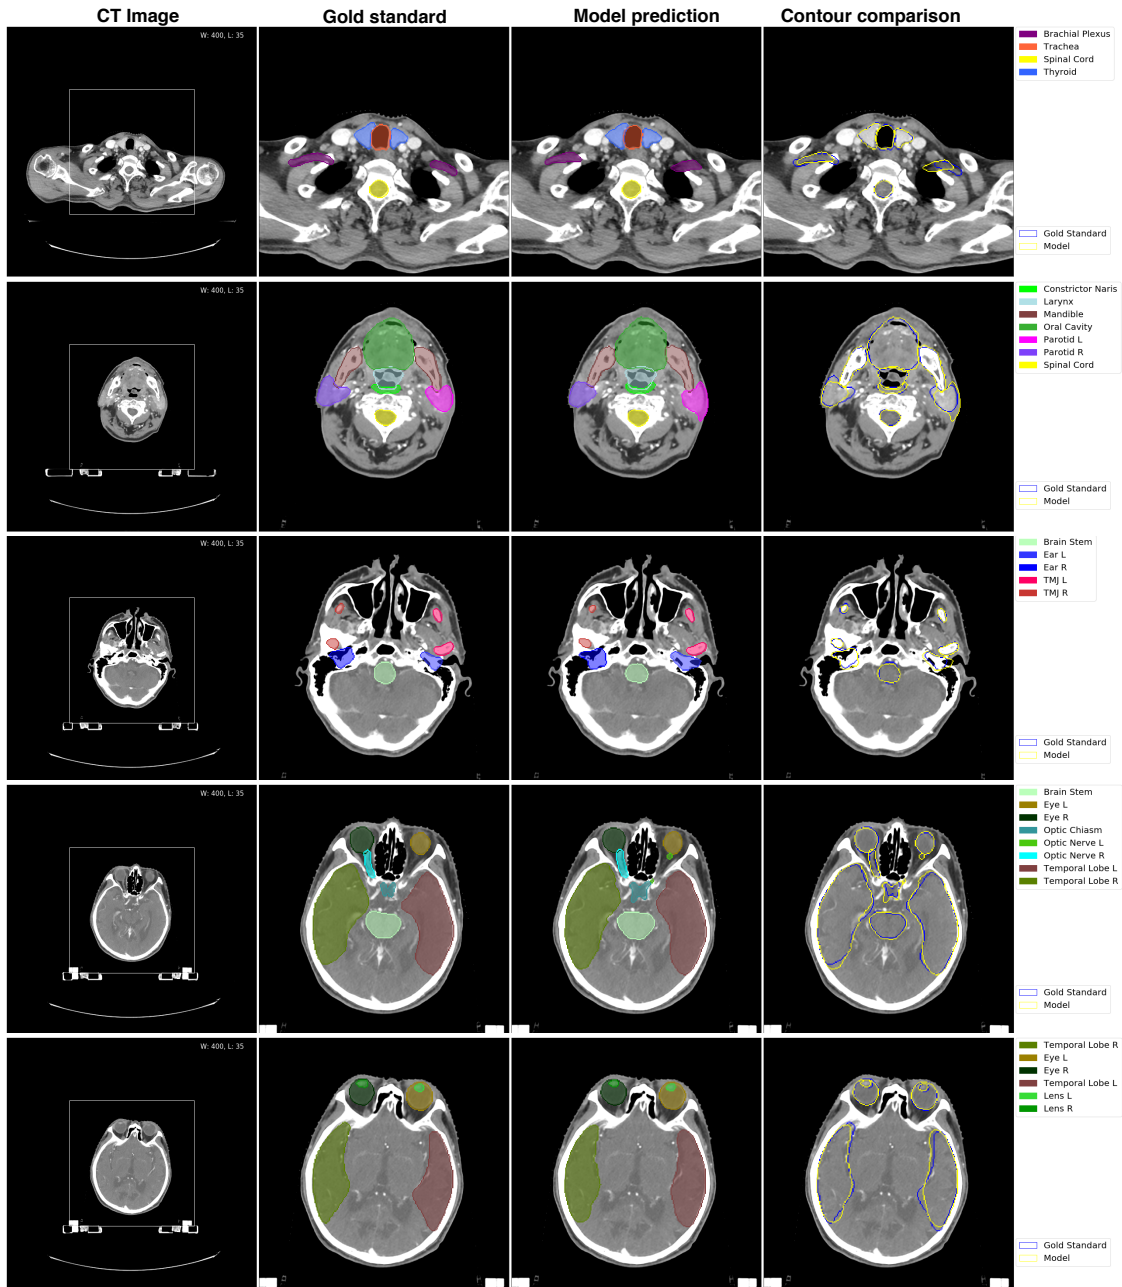 CT Image
Gold standard
Model prediction
Contour comparison
W: 400, L: 35
Brachial Plexus
Trachea
Spinal Cord
Thyroid
Gold Standard
Model
W: 400, L: 35
Constrictor Naris
Larynx
Mandible
Oral Cavity
Parotid L
Parotid R
Spinal Cord
Gold Standard
Model
W: 400, L: 35
Brain Stem
Ear L
Ear R
TMJ L
TMJ R
Gold Standard
Model
W: 400, L: 35
Brain Stem
Eye L
Eye R
Optic Chiasm
Optic Nerve L
Optic Nerve R
Temporal Lobe L
Temporal Lobe R
Gold Standard
Model
W: 400, L: 35
Temporal Lobe R
Eye L
Eye R
Temporal Lobe L
Lens L
Lens R
Gold Standard
Model